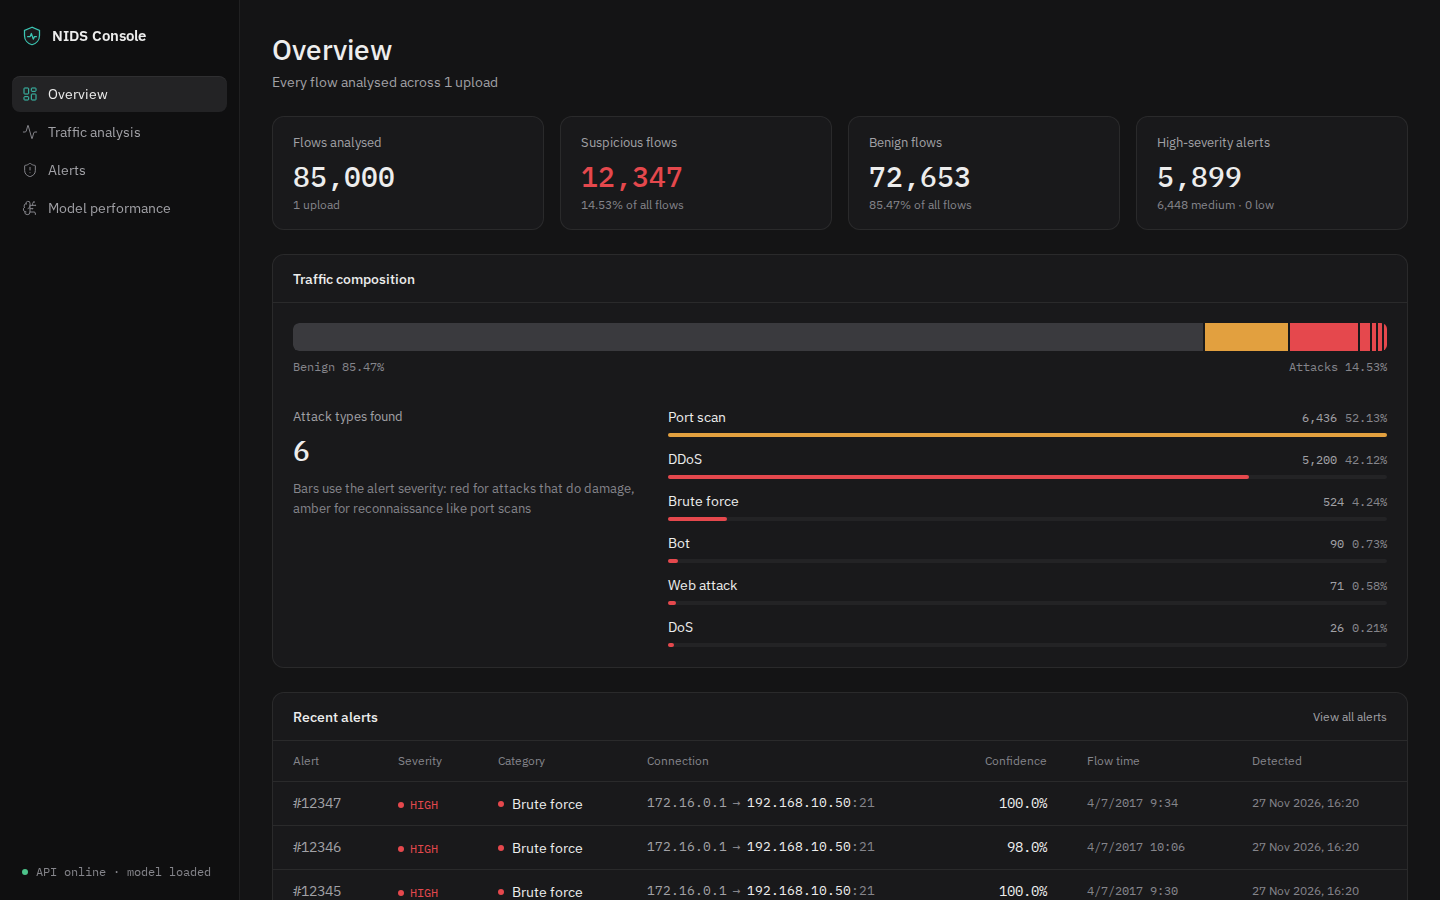 NIDS Console
Overview
Traffic analysis
Alerts
Model performance
API online · model loaded
Overview
Every flow analysed across 1 upload
Flows analysed
85,000
1 upload
Suspicious flows
12,347
14.53% of all flows
Benign flows
72,653
85.47% of all flows
High-severity alerts
5,899
6,448 medium · 0 low
Traffic composition
Benign 85.47%
Attacks 14.53%
Attack types found
6
Bars use the alert severity: red for attacks that do damage,
amber for reconnaissance like port scans
Port scan 6,436 52.13%
DDoS 5,200 42.12%
Brute force 524 4.24%
Bot 90 0.73%
Web attack 71 0.58%
DoS 26 0.21%
Recent alerts
View all alerts
Alert Severity Category Connection Confidence Flow time Detected
#12347 HIGH Brute force 172.16.0.1 → 192.168.10.50:21 100.0% 4/7/2017 9:34 27 Nov 2026, 16:20
#12346 HIGH Brute force 172.16.0.1 → 192.168.10.50:21 98.0% 4/7/2017 10:06 27 Nov 2026, 16:20
#12345 HIGH Brute force 172.16.0.1 → 192.168.10.50:21 100.0% 4/7/2017 9:30 27 Nov 2026, 16:20